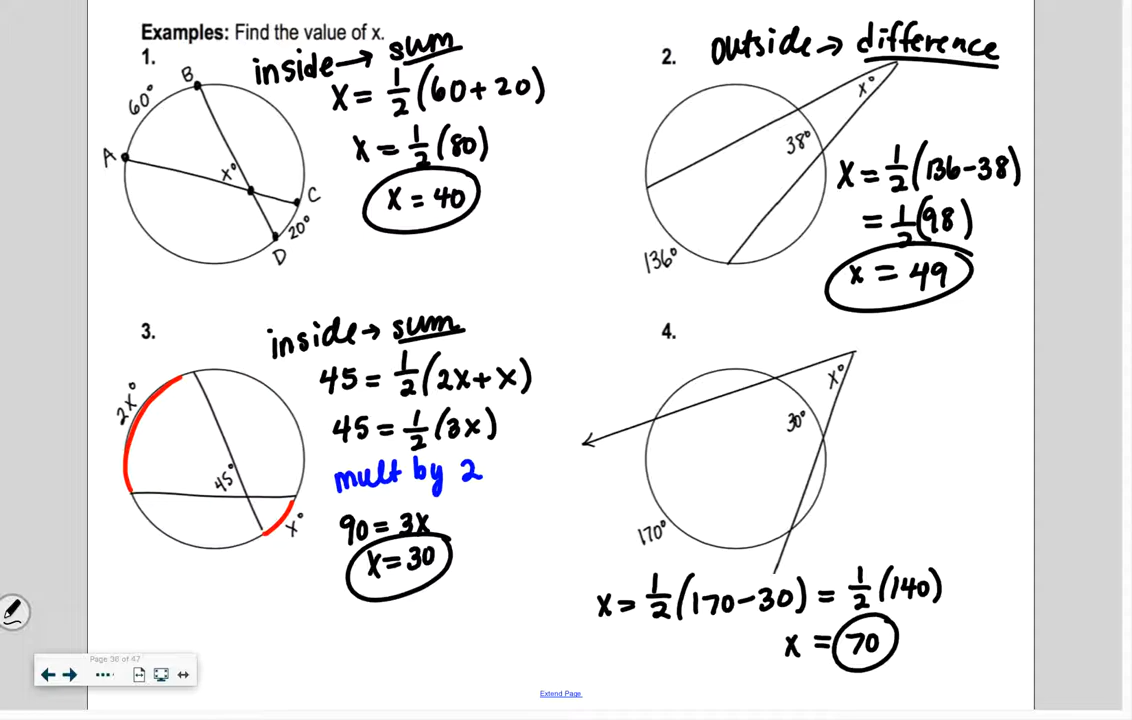 Examples: Find the value of x.
1.
inside → sum
B
60°
A
x°
C
20°
D
x = 1/2 (60 + 20)
x = 1/2 (80)
x = 40
2.
outside → difference
x°
38°
136°
x = 1/2 (136 - 38)
= 1/2 (98)
x = 49
3.
inside → sum
2x°
45°
x°
45 = 1/2 (2x + x)
45 = 1/2 (3x)
mult by 2
90 = 3x
x = 30
4.
x°
30°
170°
x = 1/2 (170 - 30) = 1/2 (140)
x = 70
Page: 36 of 47
Extend Page